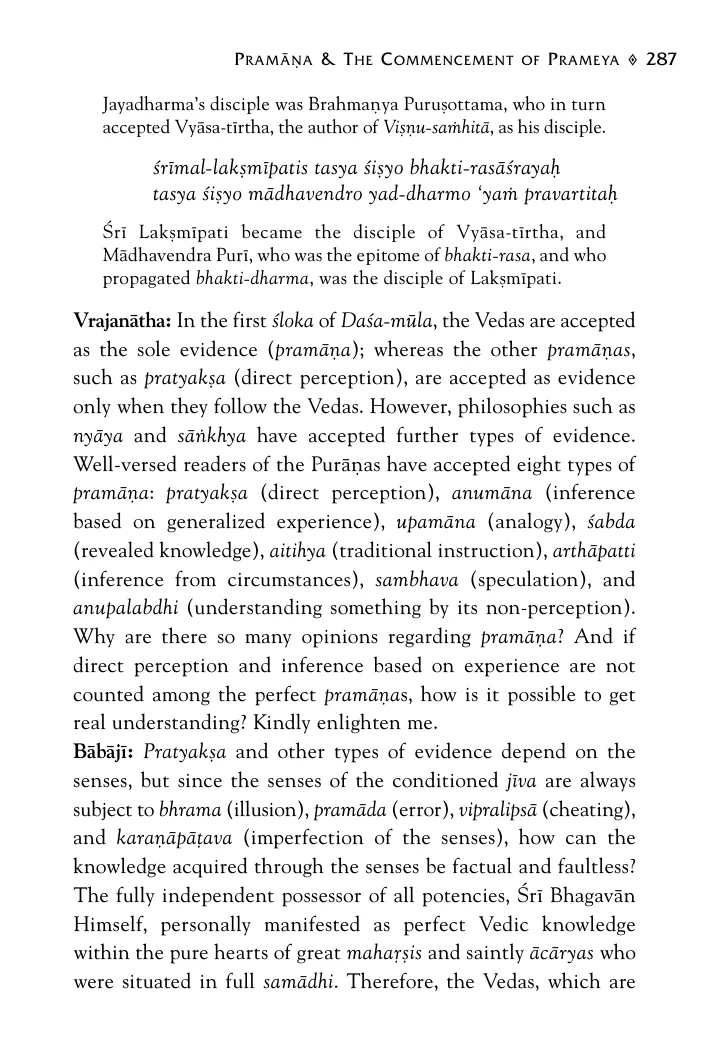 PRAMĀṆA & THE COMMENCEMENT OF PRAMEYA ◊ 287
Jayadharma's disciple was Brahmaṇya Puruṣottama, who in turn
accepted Vyāsa-tīrtha, the author of Viṣṇu-saṁhitā, as his disciple.
śrīmal-lakṣmīpatis tasya śiṣyo bhakti-rasāśrayaḥ
tasya śiṣyo mādhavendro yad-dharmo ‘yaṁ pravartitaḥ
Śrī Lakṣmīpati became the disciple of Vyāsa-tīrtha, and
Mādhavendra Purī, who was the epitome of bhakti-rasa, and who
propagated bhakti-dharma, was the disciple of Lakṣmīpati.
Vrajanātha: In the first śloka of Daśa-mūla, the Vedas are accepted
as the sole evidence (pramāṇa); whereas the other pramāṇas,
such as pratyakṣa (direct perception), are accepted as evidence
only when they follow the Vedas. However, philosophies such as
nyāya and sāṅkhya have accepted further types of evidence.
Well-versed readers of the Purāṇas have accepted eight types of
pramāṇa: pratyakṣa (direct perception), anumāna (inference
based on generalized experience), upamāna (analogy), śabda
(revealed knowledge), aitihya (traditional instruction), arthāpatti
(inference from circumstances), sambhava (speculation), and
anupalabdhi (understanding something by its non-perception).
Why are there so many opinions regarding pramāṇa? And if
direct perception and inference based on experience are not
counted among the perfect pramāṇas, how is it possible to get
real understanding? Kindly enlighten me.
Bābājī: Pratyakṣa and other types of evidence depend on the
senses, but since the senses of the conditioned jīva are always
subject to bhrama (illusion), pramāda (error), vipralipsā (cheating),
and karaṇāpāṭava (imperfection of the senses), how can the
knowledge acquired through the senses be factual and faultless?
The fully independent possessor of all potencies, Śrī Bhagavān
Himself, personally manifested as perfect Vedic knowledge
within the pure hearts of great maharṣis and saintly ācāryas who
were situated in full samādhi. Therefore, the Vedas, which are